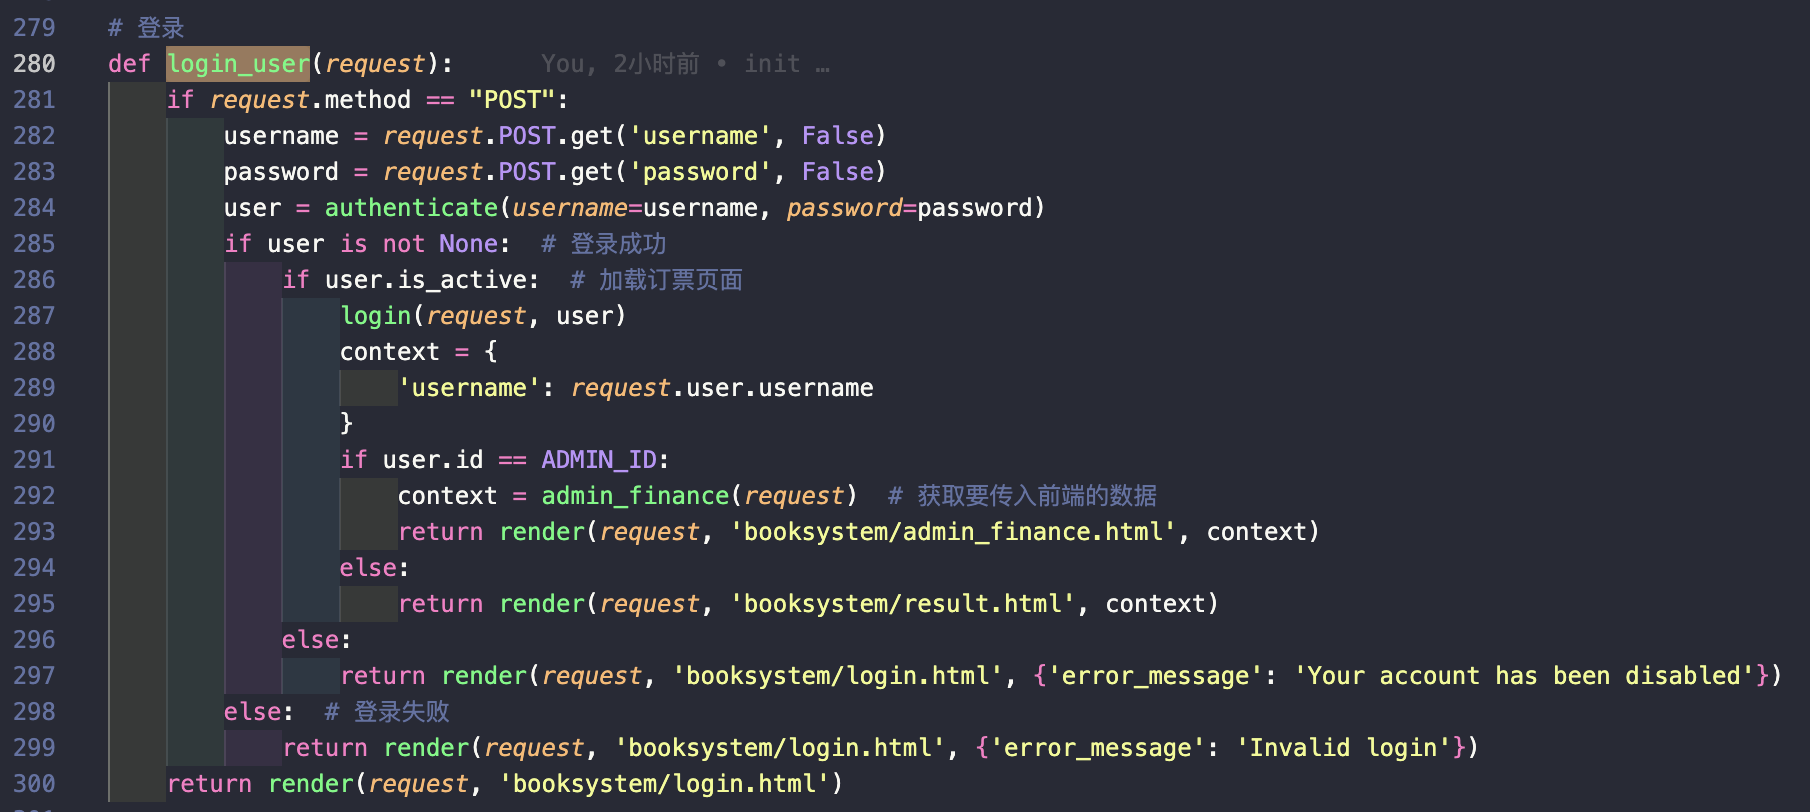 279 # 登录
280 def login_user(request): You, 2小时前 • init …
281 if request.method == "POST":
282 username = request.POST.get('username', False)
283 password = request.POST.get('password', False)
284 user = authenticate(username=username, password=password)
285 if user is not None: # 登录成功
286 if user.is_active: # 加载订票页面
287 login(request, user)
288 context = {
289 'username': request.user.username
290 }
291 if user.id == ADMIN_ID:
292 context = admin_finance(request) # 获取要传入前端的数据
293 return render(request, 'booksystem/admin_finance.html', context)
294 else:
295 return render(request, 'booksystem/result.html', context)
296 else:
297 return render(request, 'booksystem/login.html', {'error_message': 'Your account has been disabled'})
298 else: # 登录失败
299 return render(request, 'booksystem/login.html', {'error_message': 'Invalid login'})
300 return render(request, 'booksystem/login.html')